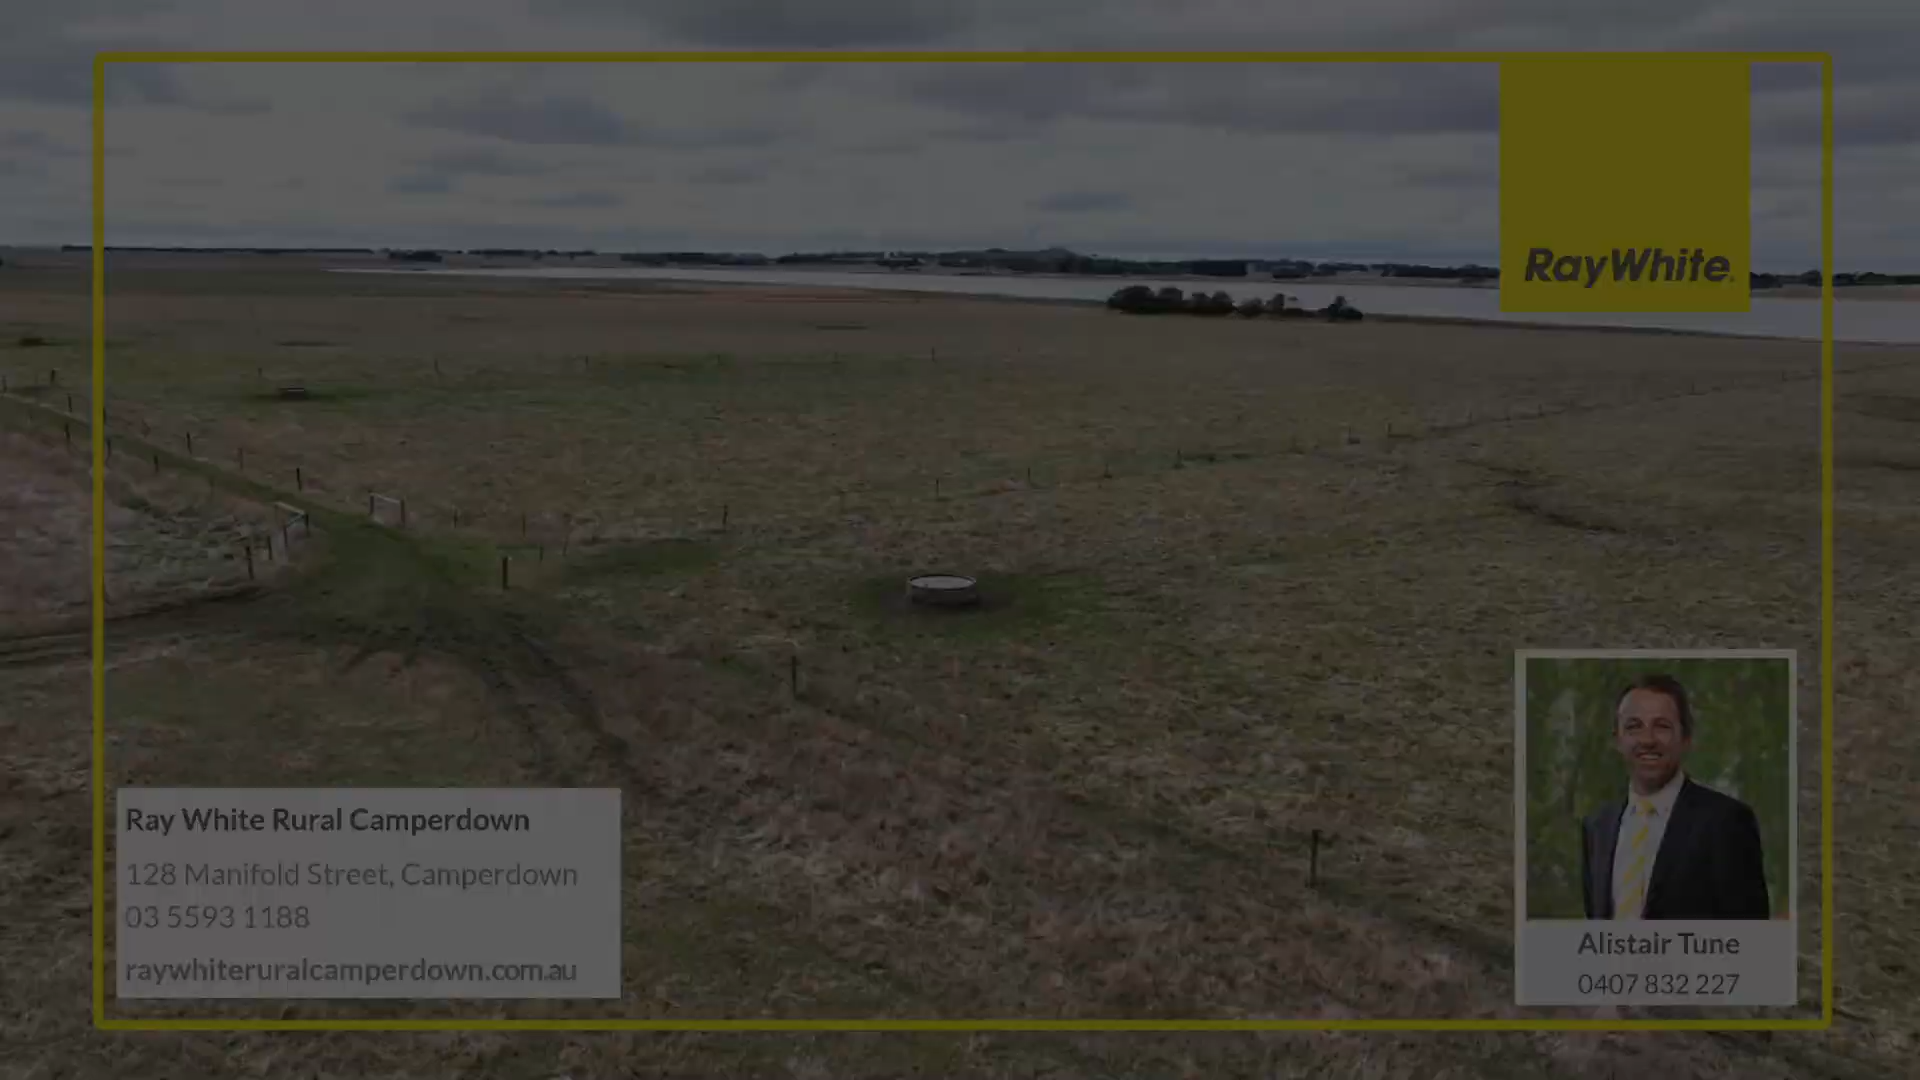 RayWhite.
Ray White Rural Camperdown
128 Manifold Street, Camperdown
03 5593 1188
raywhiteruralcamperdown.com.au
Alistair Tune
0407 832 227